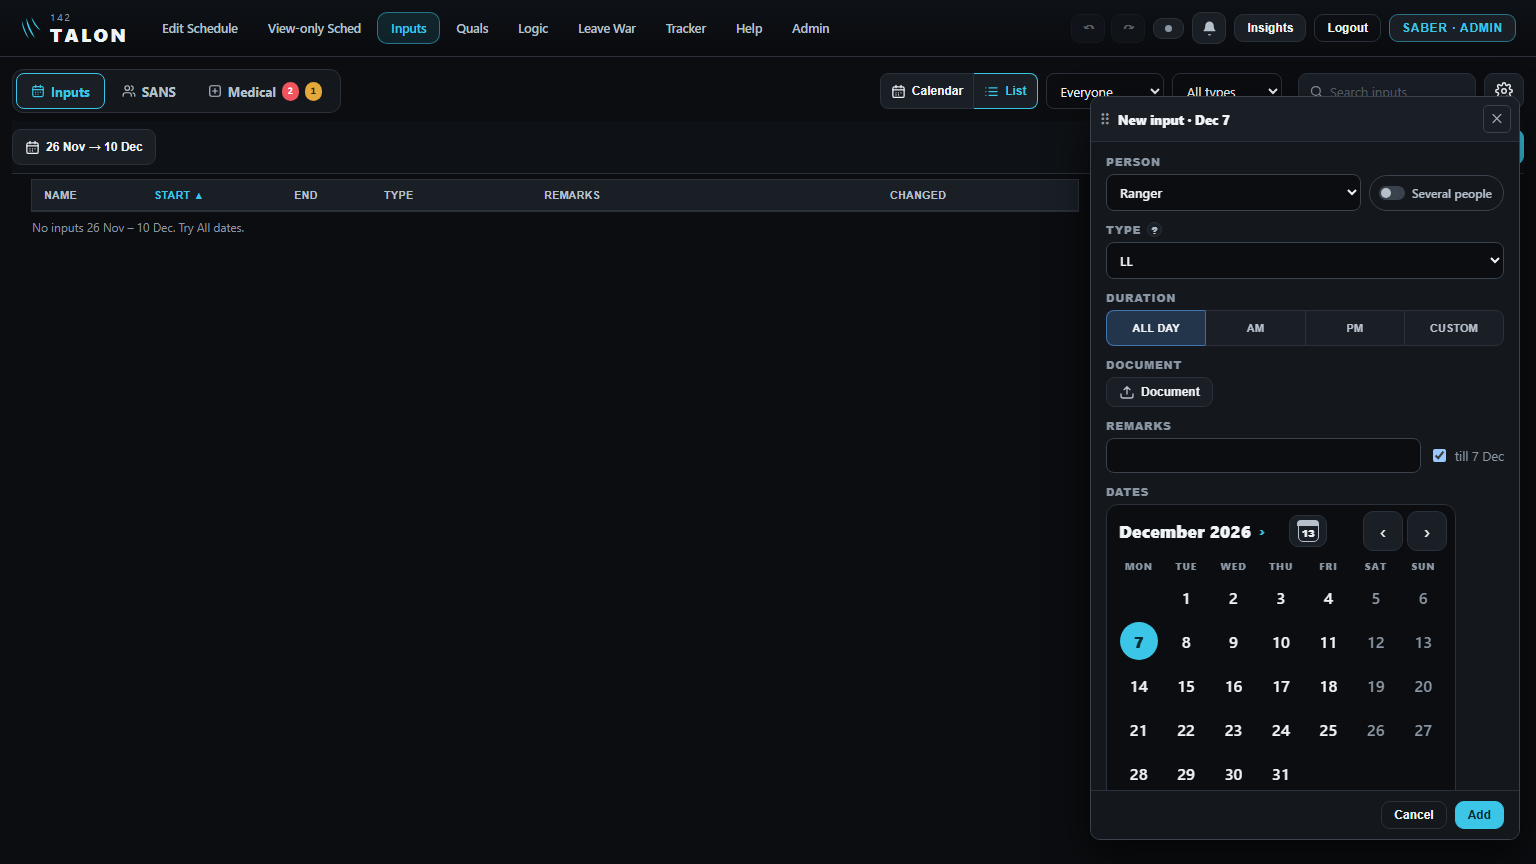 142
TALON
Edit Schedule
View-only Sched
Inputs
Quals
Logic
Leave War
Tracker
Help
Admin
Insights
Logout
SABER · ADMIN
Inputs
SANS
Medical 2 1
Calendar
List
Everyone
All types
Search inputs
26 Nov → 10 Dec
NAME START ▲ END TYPE REMARKS CHANGED
No inputs 26 Nov – 10 Dec. Try All dates.
New input · Dec 7
PERSON
Ranger
Several people
TYPE ?
LL
DURATION
ALL DAY AM PM CUSTOM
DOCUMENT
Document
REMARKS
till 7 Dec
DATES
December 2026 ›
13
‹ ›
MON TUE WED THU FRI SAT SUN
1 2 3 4 5 6
7 8 9 10 11 12 13
14 15 16 17 18 19 20
21 22 23 24 25 26 27
28 29 30 31
Cancel
Add